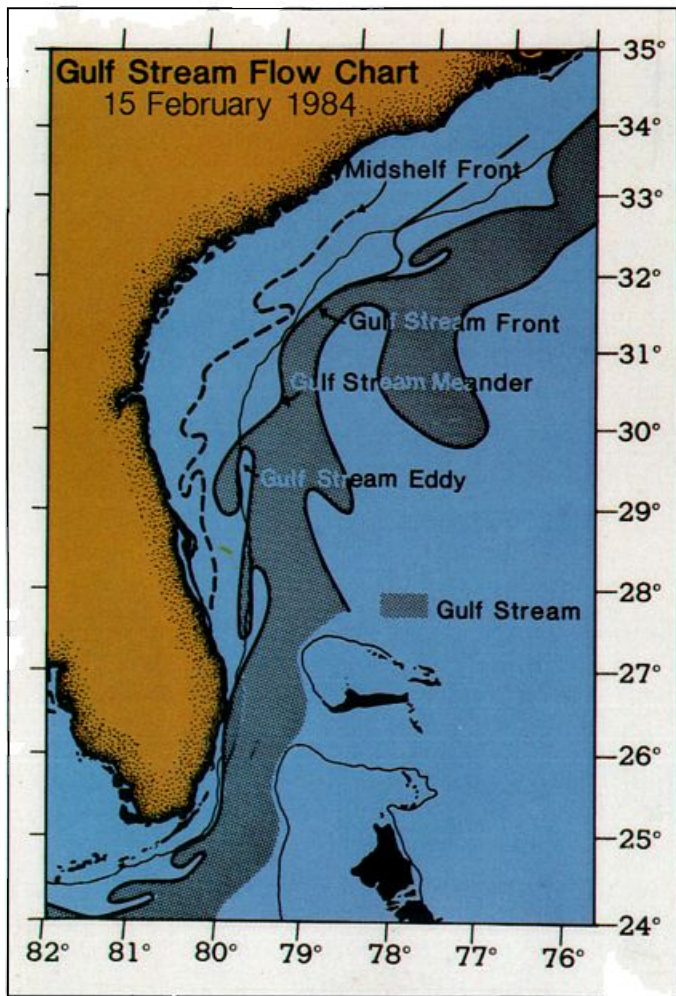 Gulf Stream Flow Chart
15 February 1984
35°
34°
Midshelf Front
33°
32°
Gulf Stream Front
31°
Gulf Stream Meander
30°
Gulf Stream Eddy
29°
28°
Gulf Stream
27°
26°
25°
24°
82° 81° 80° 79° 78° 77° 76°